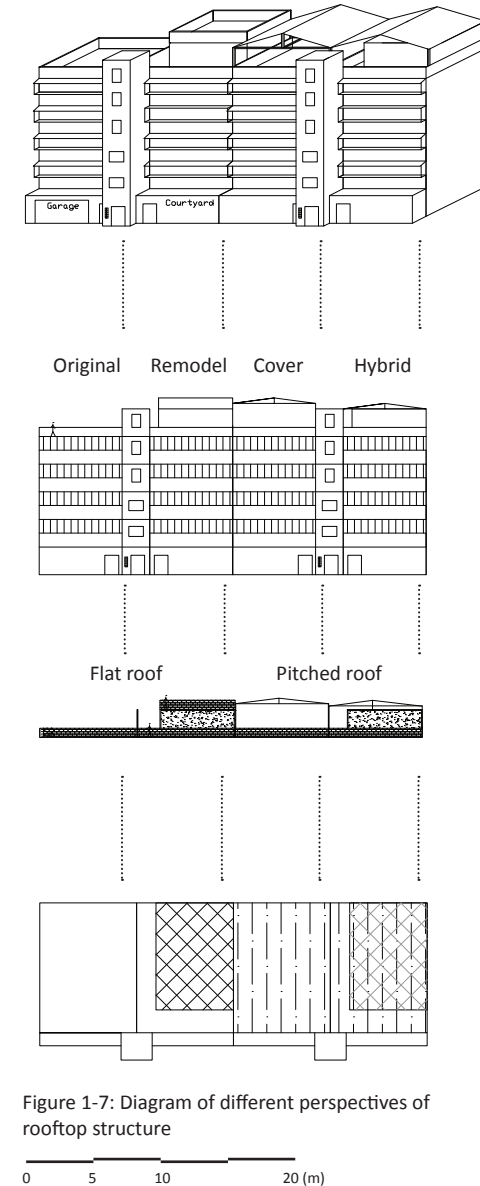 Garage
Courtyard
Original Remodel Cover Hybrid
Flat roof Pitched roof
Figure 1-7: Diagram of different perspectives of
rooftop structure
0 5 10 20 (m)